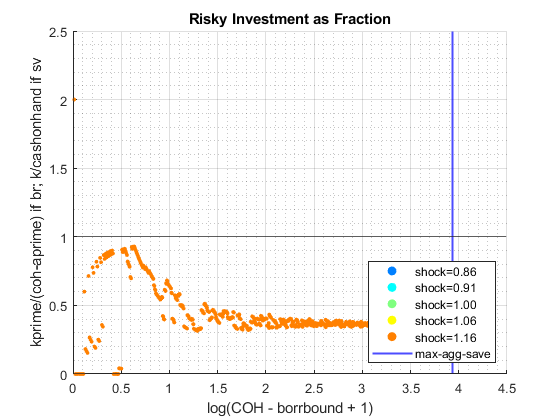 Risky Investment as Fraction
kprime/(coh-aprime) if br; k/cashonhand if sv
2.5
2
1.5
1
0.5
0
0 0.5 1 1.5 2 2.5 3 3.5 4 4.5
log(COH - borrbound + 1)
shock=0.86
shock=0.91
shock=1.00
shock=1.06
shock=1.16
max-agg-save